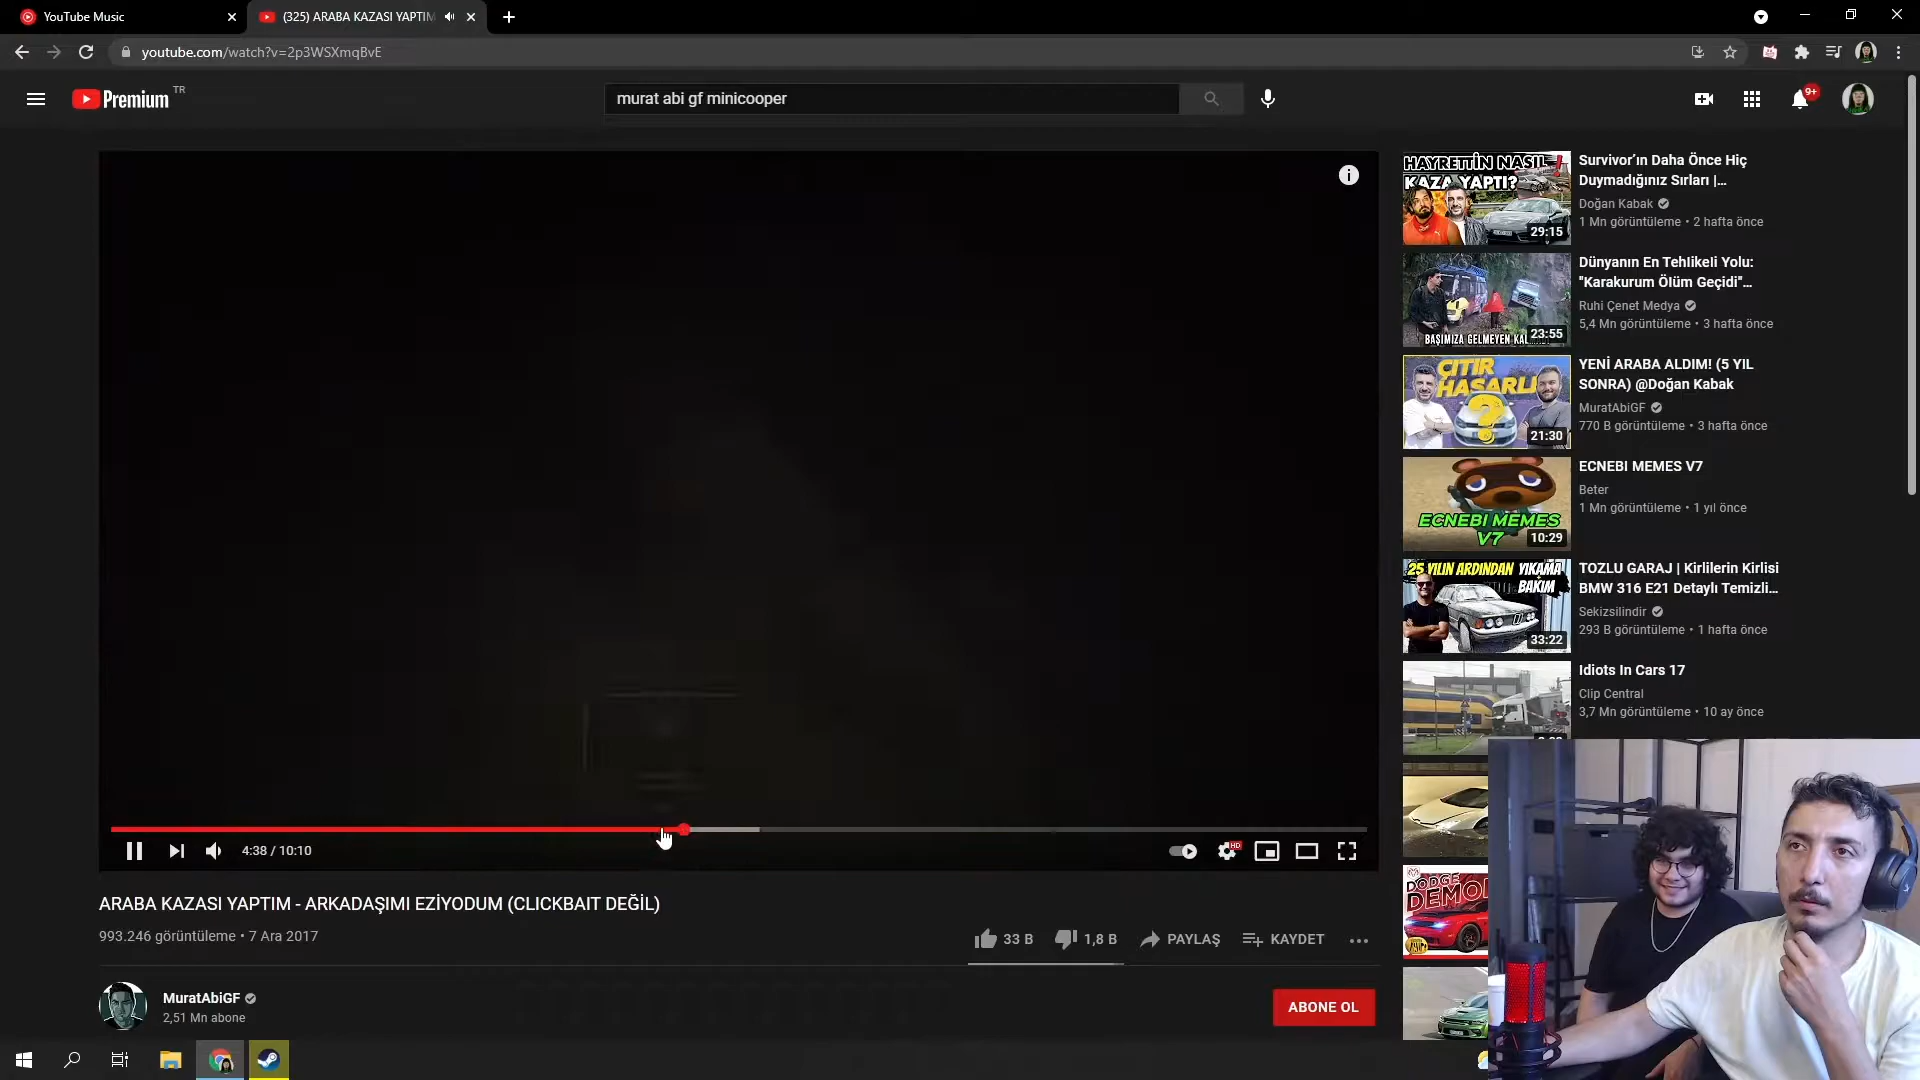 YouTube Music
(325) ARABA KAZASI YAPTIM
youtube.com/watch?v=2p3WSXmqBvE
Premium TR
murat abi gf minicooper
9+
HAYRETTİN NASIL
KAZA YAPTI?
29:15
Survivor'ın Daha Önce Hiç
Duymadığınız Sırları |...
Doğan Kabak
1 Mn görüntüleme • 2 hafta önce
BAŞIMIZA GELMEYEN
23:55
Dünyanın En Tehlikeli Yolu:
"Karakurum Ölüm Geçidi"...
Ruhi Çenet Medya
5,4 Mn görüntüleme • 3 hafta önce
ÇITIR
HASARLI
?
21:30
YENİ ARABA ALDIM! (5 YIL
SONRA) @Doğan Kabak
MuratAbiGF
770 B görüntüleme • 3 hafta önce
ECNEBI MEMES
V7
10:29
ECNEBI MEMES V7
Beter
1 Mn görüntüleme • 1 yıl önce
25 YILIN ARDINDAN YIKAMA
BAKIM
33:22
TOZLU GARAJ | Kirlilerin Kirlisi
BMW 316 E21 Detaylı Temizli...
Sekizsilindir
293 B görüntüleme • 1 hafta önce
Idiots In Cars 17
Clip Central
3,7 Mn görüntüleme • 10 ay önce
DODGE
4:38 / 10:10
HD
ARABA KAZASI YAPTIM - ARKADAŞIMI EZİYODUM (CLICKBAIT DEĞİL)
993.246 görüntüleme • 7 Ara 2017
33 B
1,8 B
PAYLAŞ
KAYDET
MuratAbiGF
2,51 Mn abone
ABONE OL